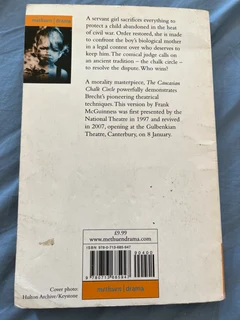 methuen | drama
A servant girl sacrifices everything to
protect a child abandoned in the heat
of civil war. Order restored, she is made
to confront the boy's biological mother
in a legal contest over who deserves to
keep him. The comical judge calls on
an ancient tradition – the chalk circle –
to resolve the dispute. Who wins?
A morality masterpiece, The Caucasian
Chalk Circle powerfully demonstrates
Brecht's pioneering theatrical
techniques. This version by Frank
McGuinness was first presented by the
National Theatre in 1997 and revived
in 2007, opening at the Gulbenkian
Theatre, Canterbury, on 8 January.
£9.99
www.methuendrama.com
methuen | drama
Cover photo:
Hulton Archive/Keystone